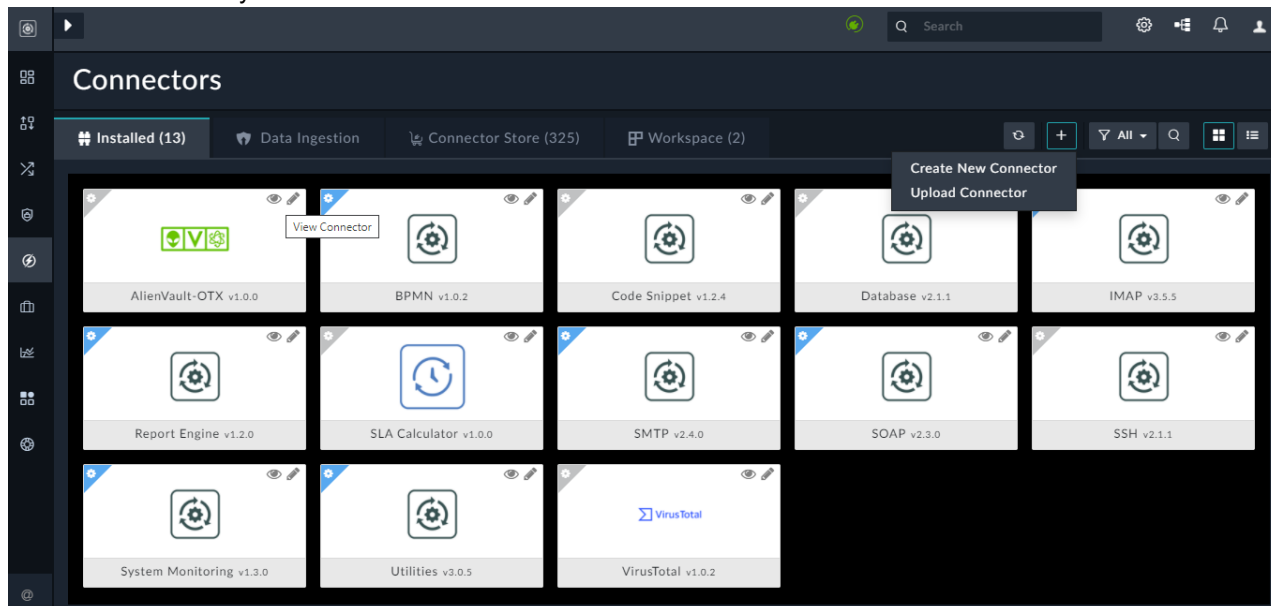 Search
Connectors
Installed (13)
Data Ingestion
Connector Store (325)
Workspace (2)
All
Create New Connector
Upload Connector
View Connector
AlienVault-OTX v1.0.0
BPMN v1.0.2
Code Snippet v1.2.4
Database v2.1.1
IMAP v3.5.5
Report Engine v1.2.0
SLA Calculator v1.0.0
SMTP v2.4.0
SOAP v2.3.0
SSH v2.1.1
VirusTotal
System Monitoring v1.3.0
Utilities v3.0.5
VirusTotal v1.0.2
@